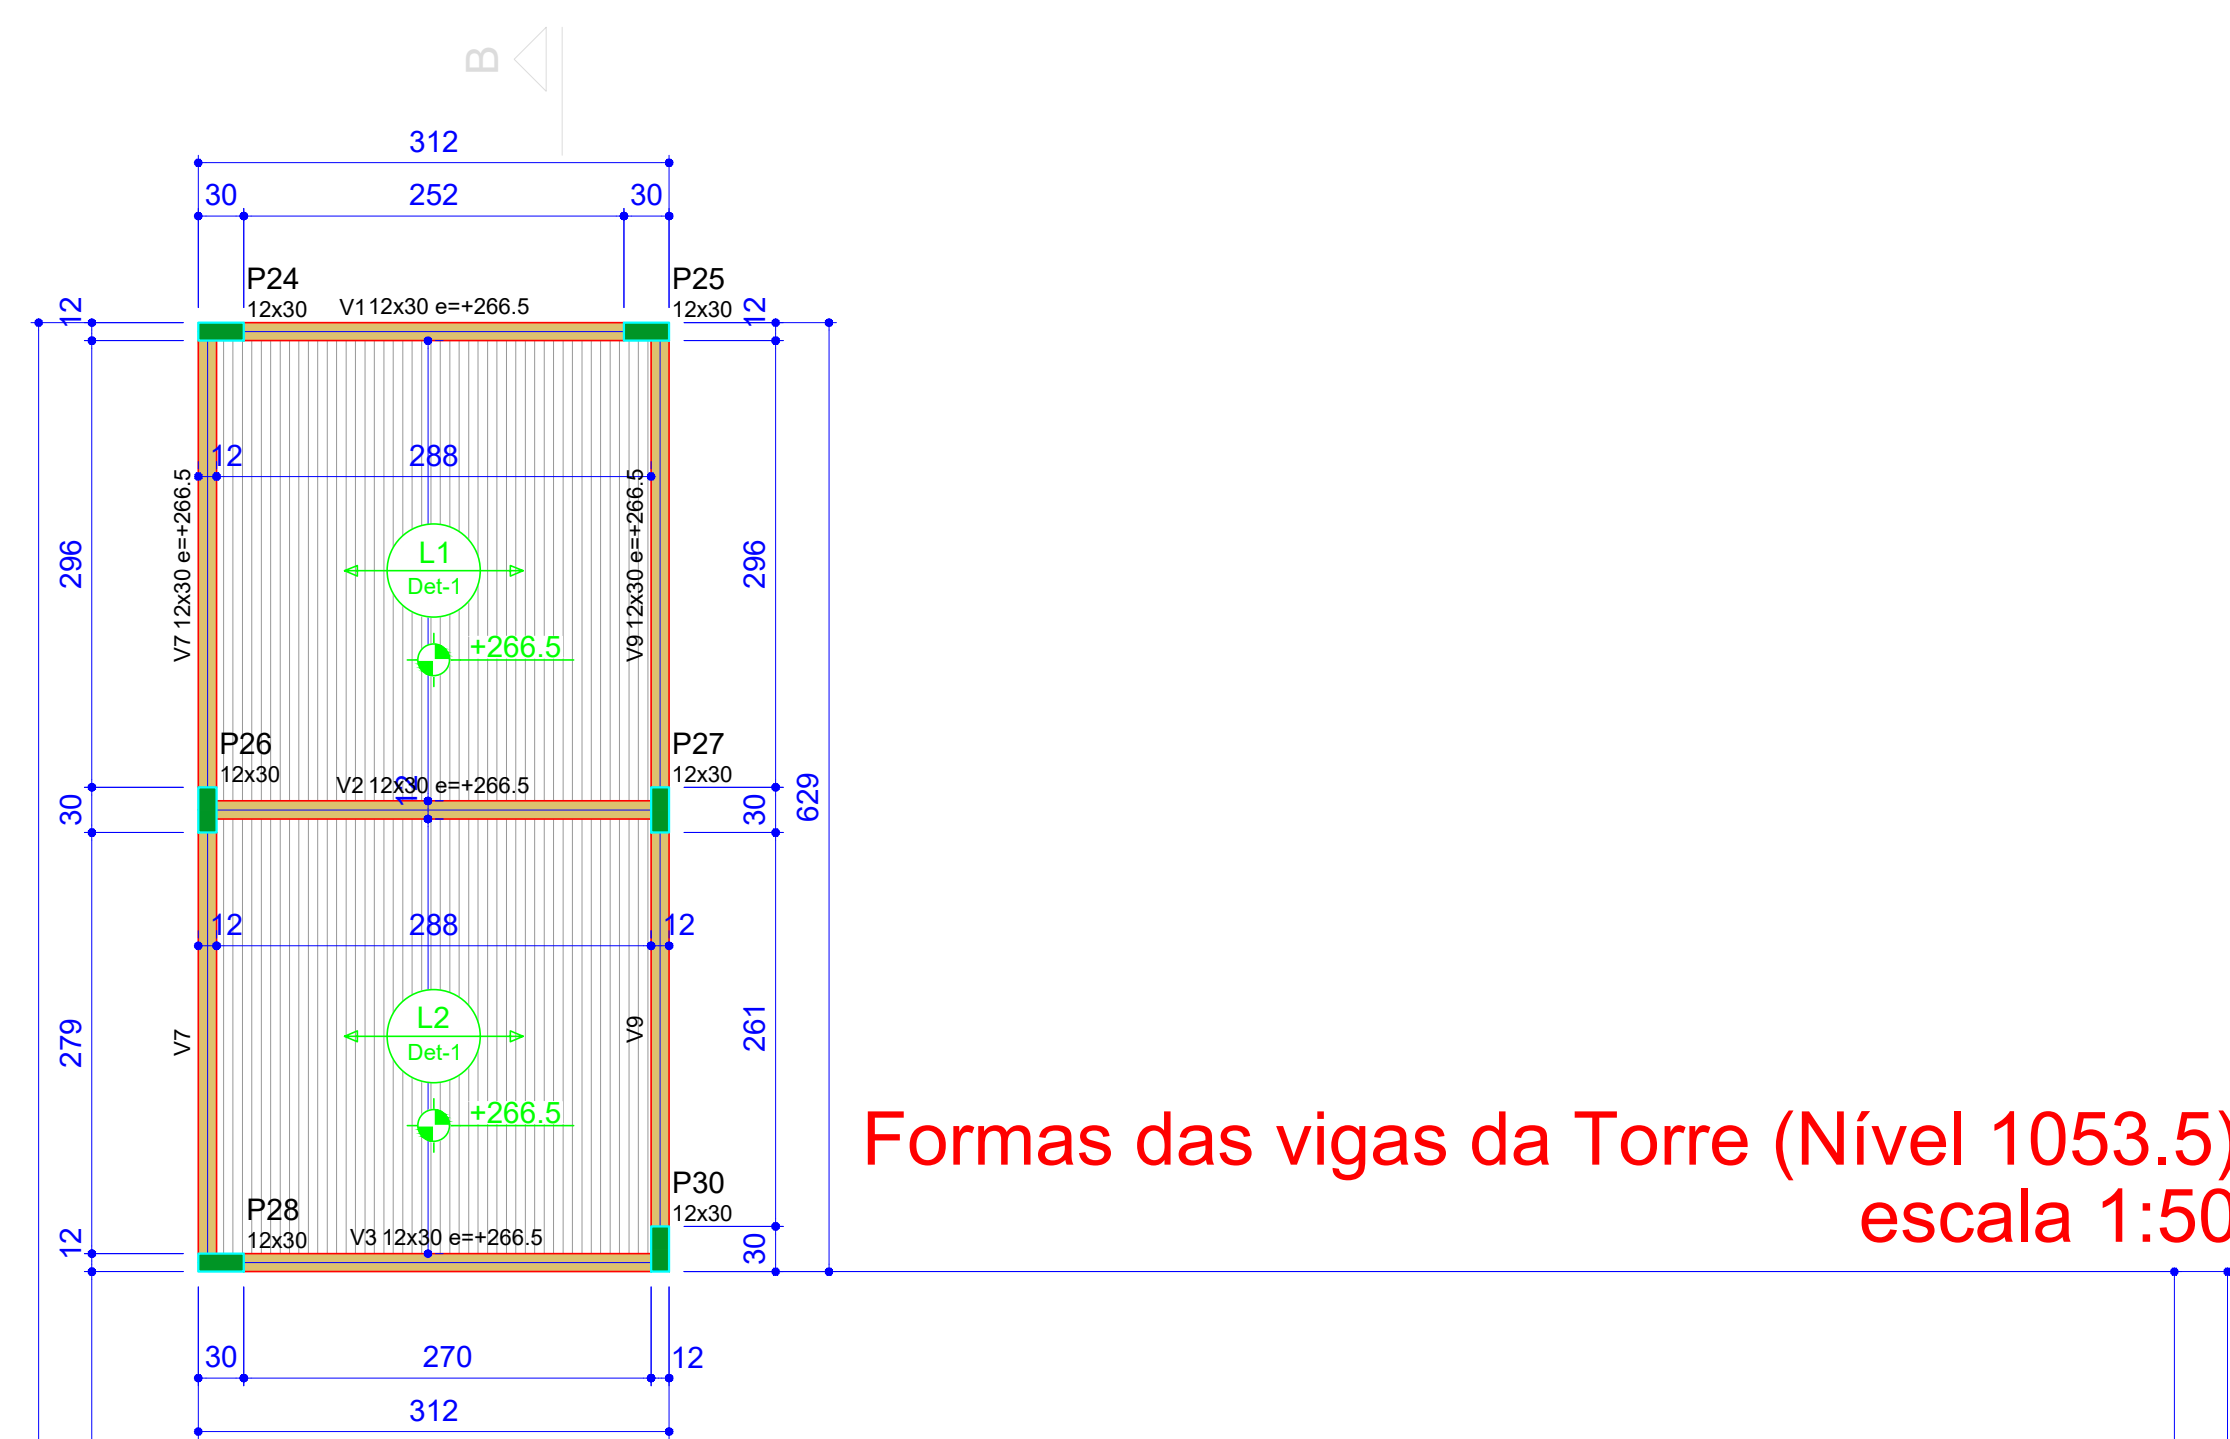 B
312
30 252 30
P24
12x30
V1 12x30 e=+266.5
P25
12x30
12
12
12 288
V7 12x30 e=+266.5
V9 12x30 e=+266.5
296
L1
Det-1
296
+266.5
P26
12x30
V2 12x30 e=+266.5
12
P27
12x30
30
30
629
12 288 12
279
V7
L2
Det-1
V9
261
+266.5
Formas das vigas da Torre (Nível 1053.5)
escala 1:50
P28
12x30
V3 12x30 e=+266.5
P30
12x30
12
30
30 270 12
312